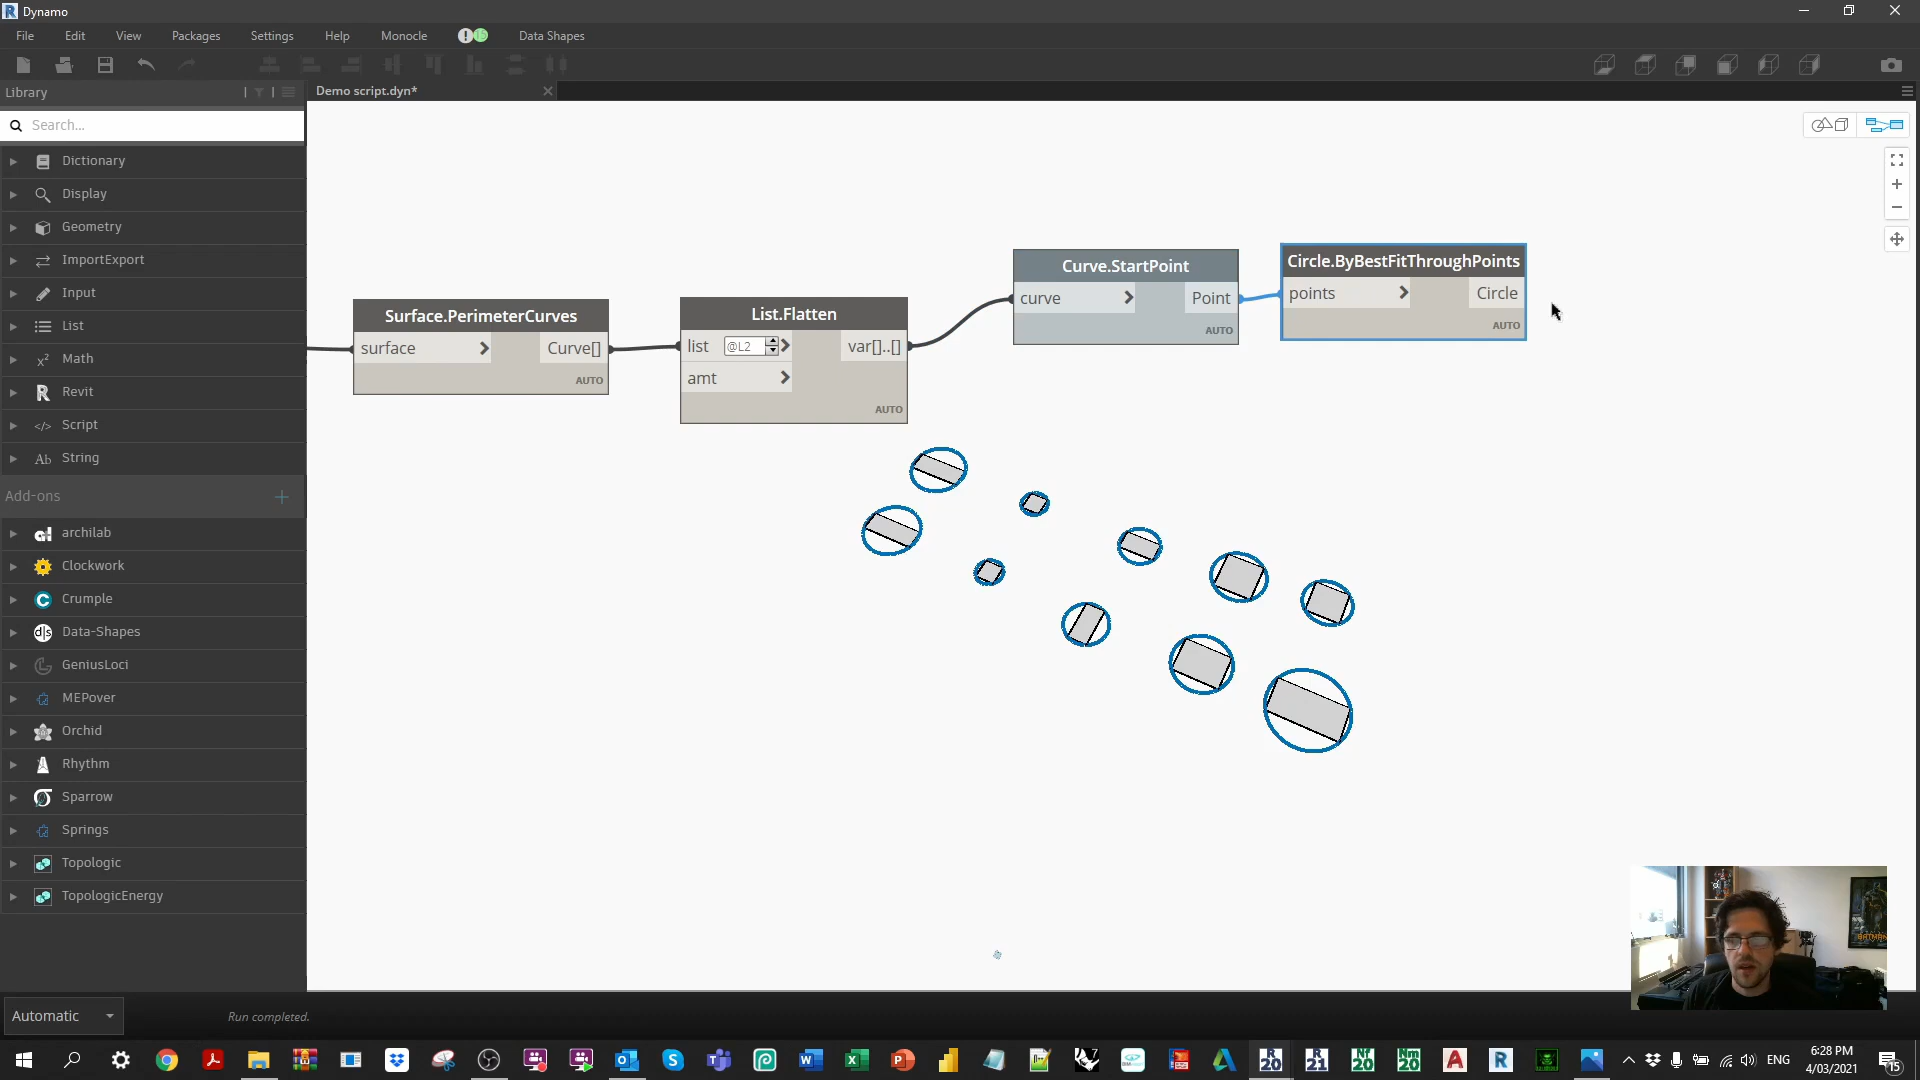 Dynamo
File Edit View Packages Settings Help Monocle Data Shapes
Library
Demo script.dyn*
Search...
Dictionary
Display
Geometry
ImportExport
Input
List
Math
Revit
Script
String
Add-ons
archilab
Clockwork
Crumple
Data-Shapes
GeniusLoci
MEPover
Orchid
Rhythm
Sparrow
Springs
Topologic
TopologicEnergy
Surface.PerimeterCurves
surface > Curve[]
AUTO
List.Flatten
list @L2 > var[]..[]
amt >
AUTO
Curve.StartPoint
curve > Point
AUTO
Circle.ByBestFitThroughPoints
points > Circle
AUTO
BATMAN
Automatic
Run completed.
ENG
6:28 PM
4/03/2021
15